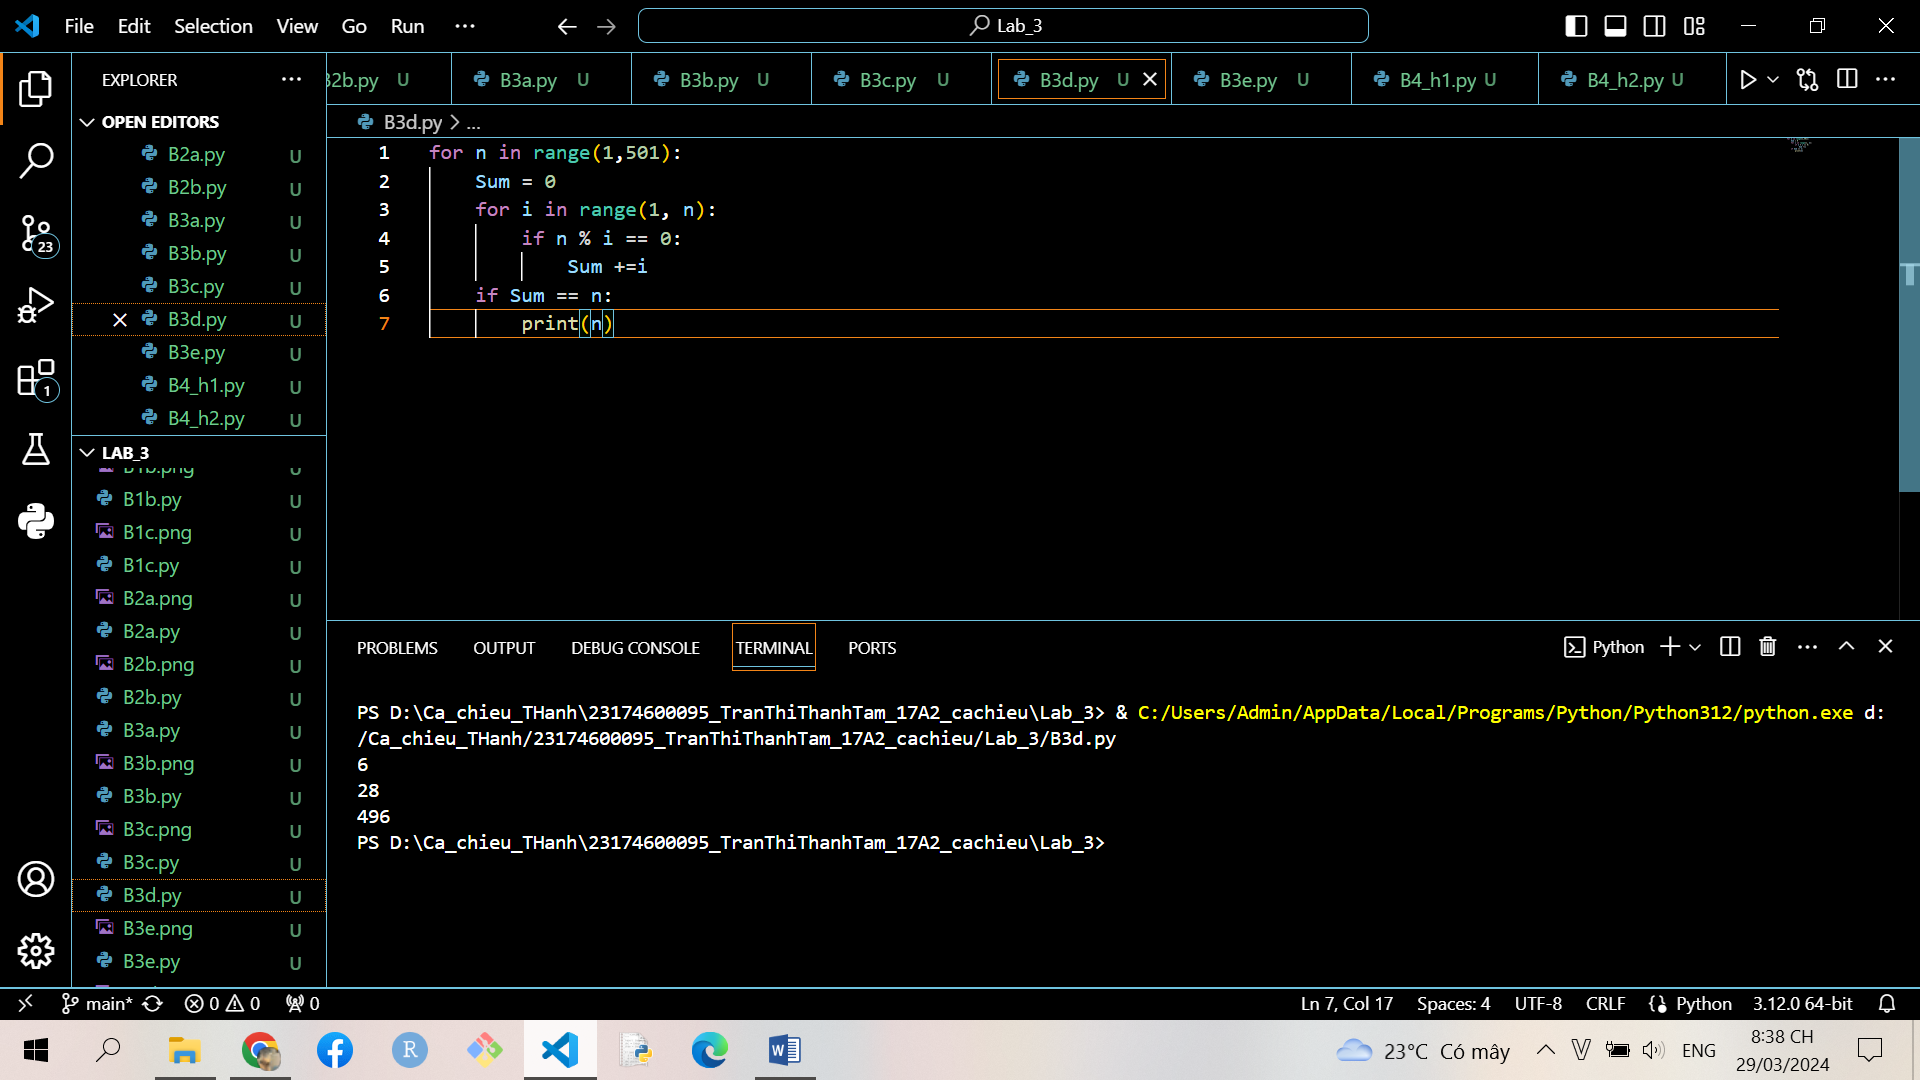 File Edit Selection View Go Run ···
Lab_3
EXPLORER
OPEN EDITORS
B2a.py U
B2b.py U
B3a.py U
B3b.py U
B3c.py U
B3d.py U
B3e.py U
B4_h1.py U
B4_h2.py U
LAB_3
B1b.png U
B1b.py U
B1c.png U
B1c.py U
B2a.png U
B2a.py U
B2b.png U
B2b.py U
B3a.py U
B3b.png U
B3b.py U
B3c.png U
B3c.py U
B3d.py U
B3e.png U
B3e.py U
23
1
B2b.py U B3a.py U B3b.py U B3c.py U B3d.py U B3e.py U B4_h1.py U B4_h2.py U
B3d.py > ...
1 for n in range(1,501):
2 Sum = 0
3 for i in range(1, n):
4 if n % i == 0:
5 Sum +=i
6 if Sum == n:
7 print(n)
PROBLEMS OUTPUT DEBUG CONSOLE TERMINAL PORTS
Python
PS D:\Ca_chieu_THanh\23174600095_TranThiThanhTam_17A2_cachieu\Lab_3> & C:/Users/Admin/AppData/Local/Programs/Python/Python312/python.exe d:
/Ca_chieu_THanh/23174600095_TranThiThanhTam_17A2_cachieu/Lab_3/B3d.py
6
28
496
PS D:\Ca_chieu_THanh\23174600095_TranThiThanhTam_17A2_cachieu\Lab_3>
main* 0 0 0
Ln 7, Col 17 Spaces: 4 UTF-8 CRLF Python 3.12.0 64-bit
R
23°C Có mây
V
ENG
8:38 CH
29/03/2024